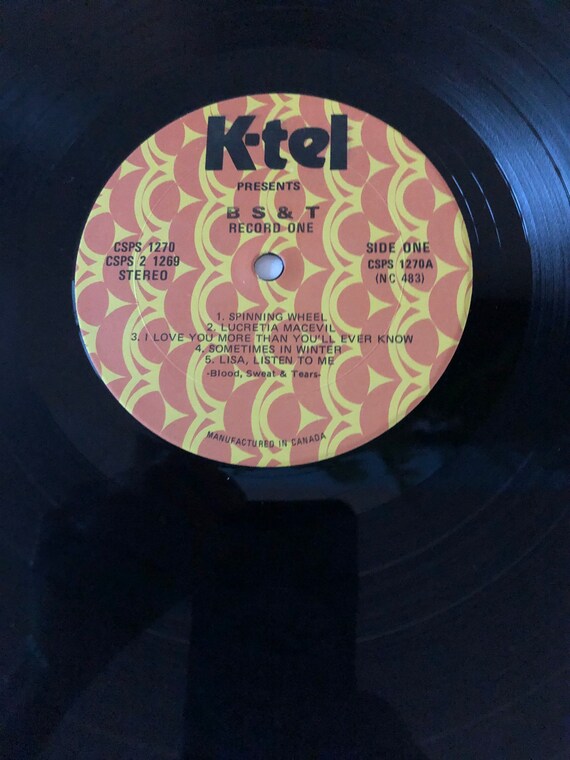 K-tel
PRESENTS
B S & T
RECORD ONE
CSPS 1270
CSPS 2 1269
STEREO
SIDE ONE
CSPS 1270A
(NC 483)
1. SPINNING WHEEL
2. LUCRETIA MACEVIL
3. I LOVE YOU MORE THAN YOU'LL EVER KNOW
4. SOMETIMES IN WINTER
5. LISA, LISTEN TO ME
-Blood, Sweat & Tears-
MANUFACTURED IN CANADA